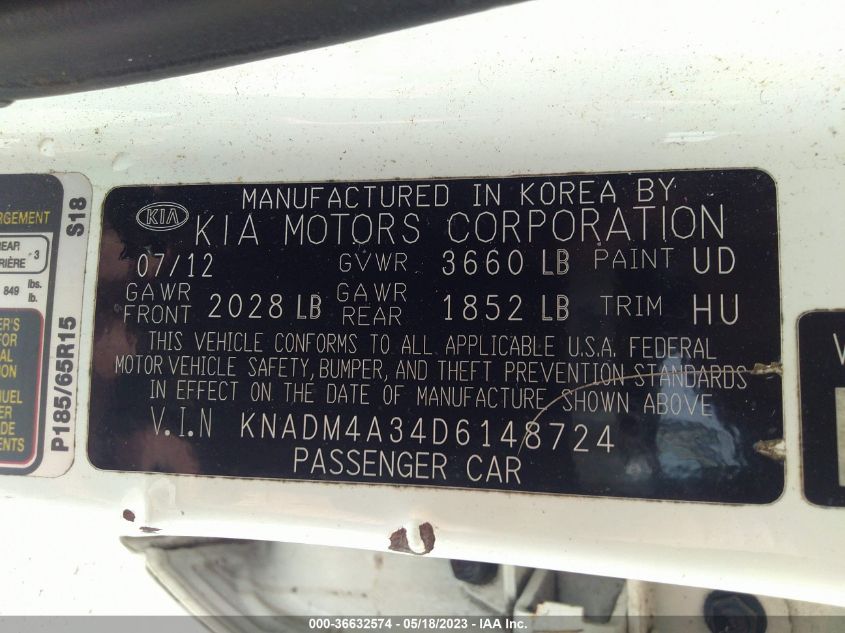 MANUFACTURED IN KOREA BY
KIA KIA MOTORS CORPORATION
07/12 GVWR 3660 LB PAINT UD
GAWR FRONT 2028 LB GAWR REAR 1852 LB TRIM HU
THIS VEHICLE CONFORMS TO ALL APPLICABLE U.S.A. FEDERAL
MOTOR VEHICLE SAFETY, BUMPER, AND THEFT PREVENTION STANDARDS
IN EFFECT ON THE DATE OF MANUFACTURE SHOWN ABOVE
V.I.N KNADM4A34D6148724
PASSENGER CAR
S18
P185/65R15
3
849 lbs.
lb.
000-36632574 - 05/18/2023 - IAA Inc.